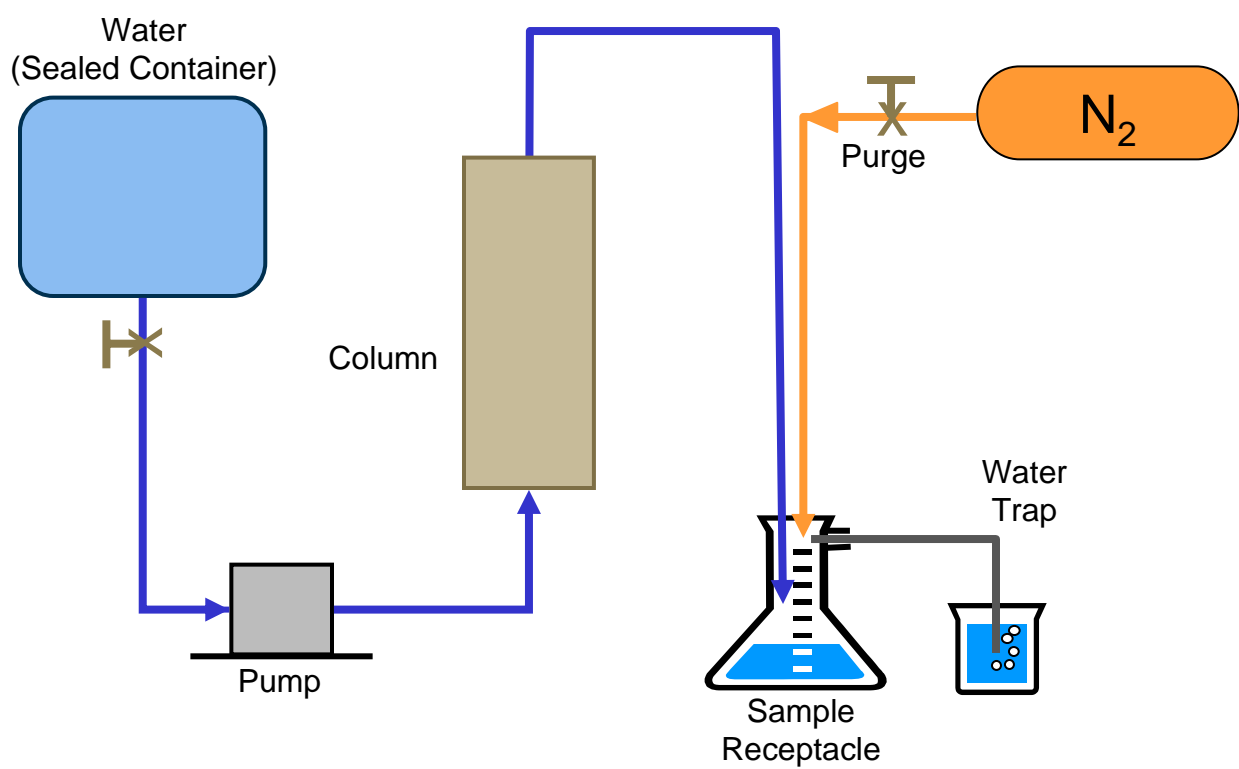 Water
(Sealed Container)
N₂
Purge
Column
Water
Trap
Pump
Sample
Receptacle